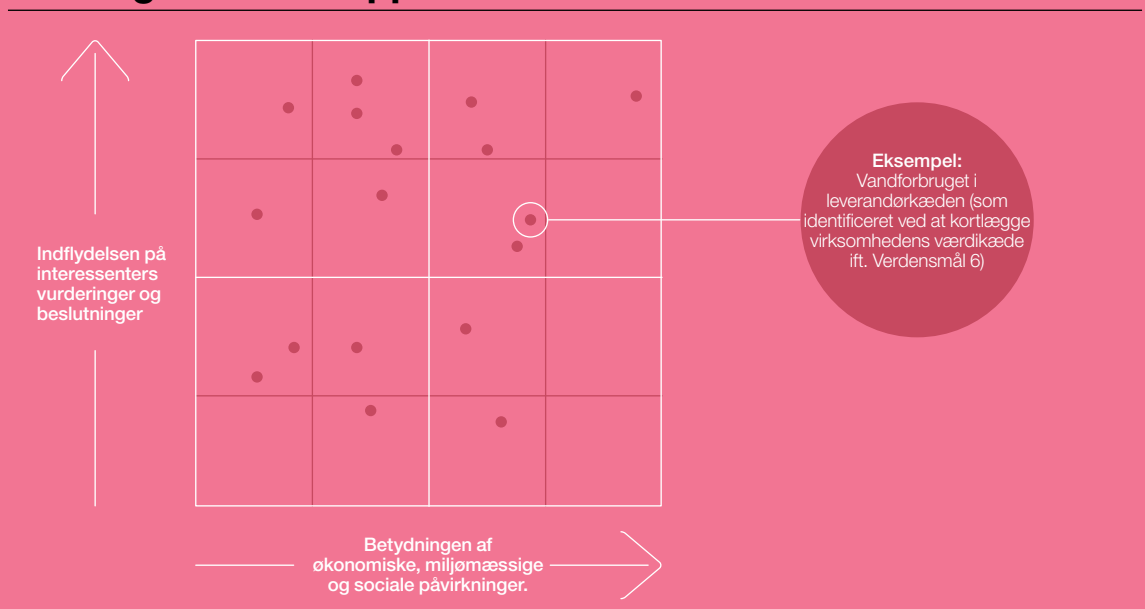 Indflydelsen på
interessenters
vurderinger og
beslutninger
Eksempel:
Vandforbruget i
leverandørkæden (som
identificeret ved at kortlægge
virksomhedens værdikæde
ift. Verdensmål 6)
Betydningen af
økonomiske, miljømæssige
og sociale påvirkninger.